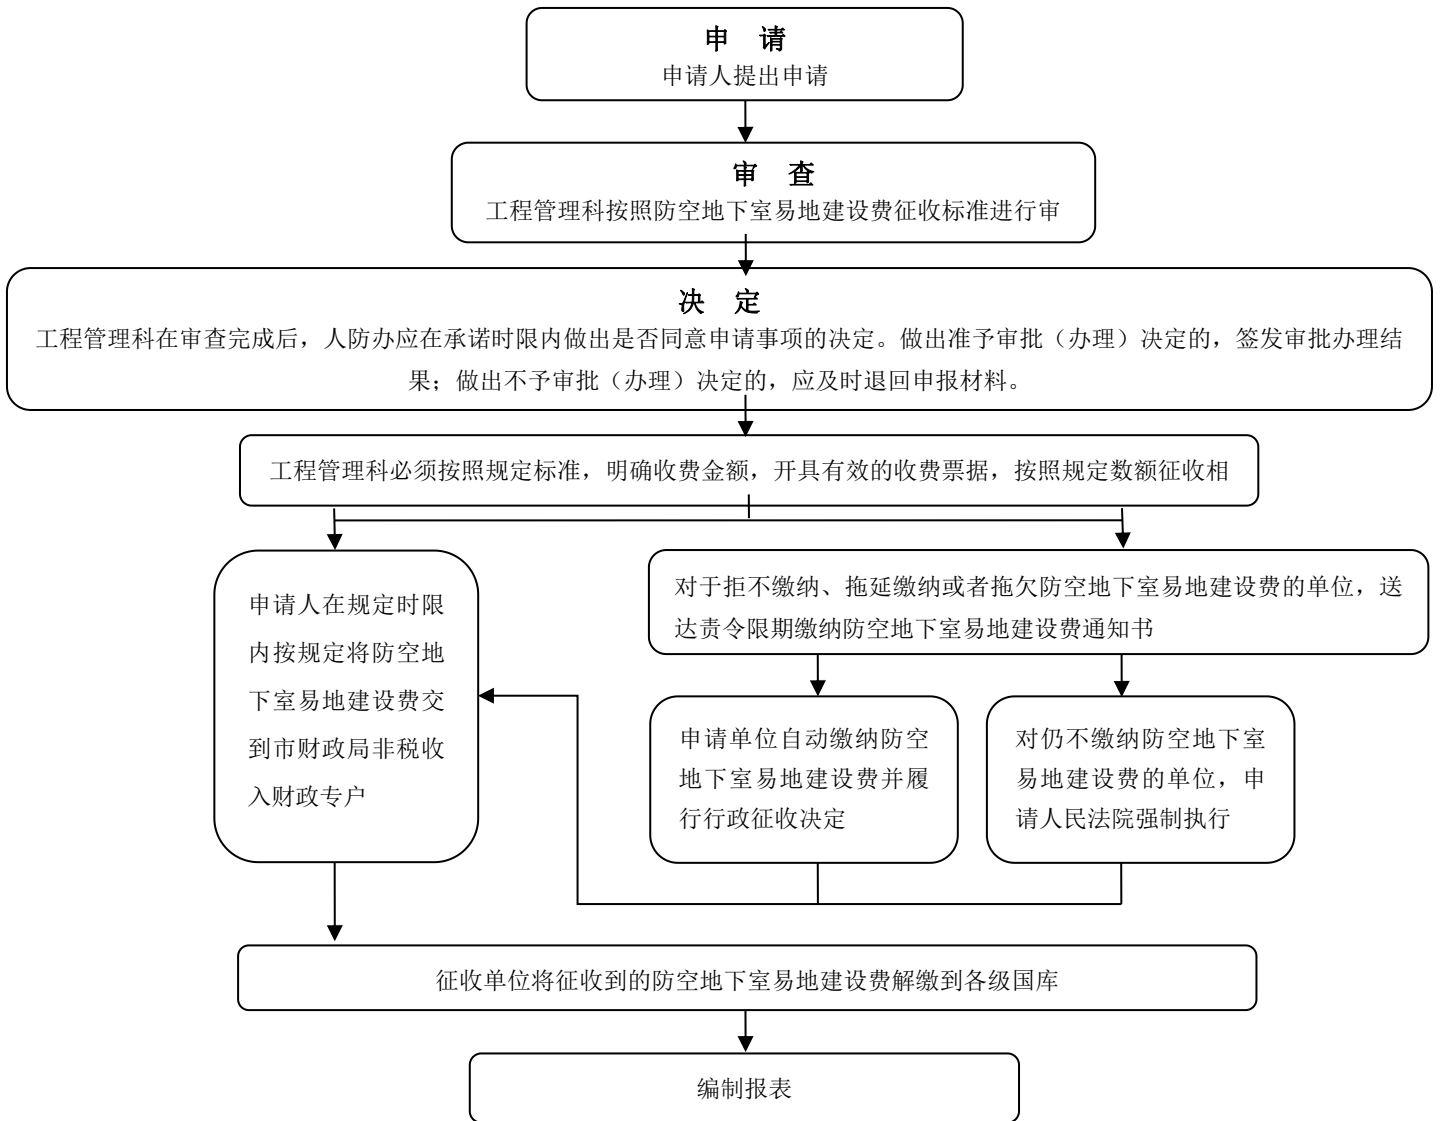 申 请
申请人提出申请
审 查
工程管理科按照防空地下室易地建设费征收标准进行审
决 定
工程管理科在审查完成后，人防办应在承诺时限内做出是否同意申请事项的决定。做出准予审批（办理）决定的，签发审批办理结
果；做出不予审批（办理）决定的，应及时退回申报材料。
工程管理科必须按照规定标准，明确收费金额，开具有效的收费票据，按照规定数额征收相
申请人在规定时限
内按规定将防空地
下室易地建设费交
到市财政局非税收
入财政专户
对于拒不缴纳、拖延缴纳或者拖欠防空地下室易地建设费的单位，送
达责令限期缴纳防空地下室易地建设费通知书
申请单位自动缴纳防空
地下室易地建设费并履
行行政征收决定
对仍不缴纳防空地下室
易地建设费的单位，申
请人民法院强制执行
征收单位将征收到的防空地下室易地建设费解缴到各级国库
编制报表